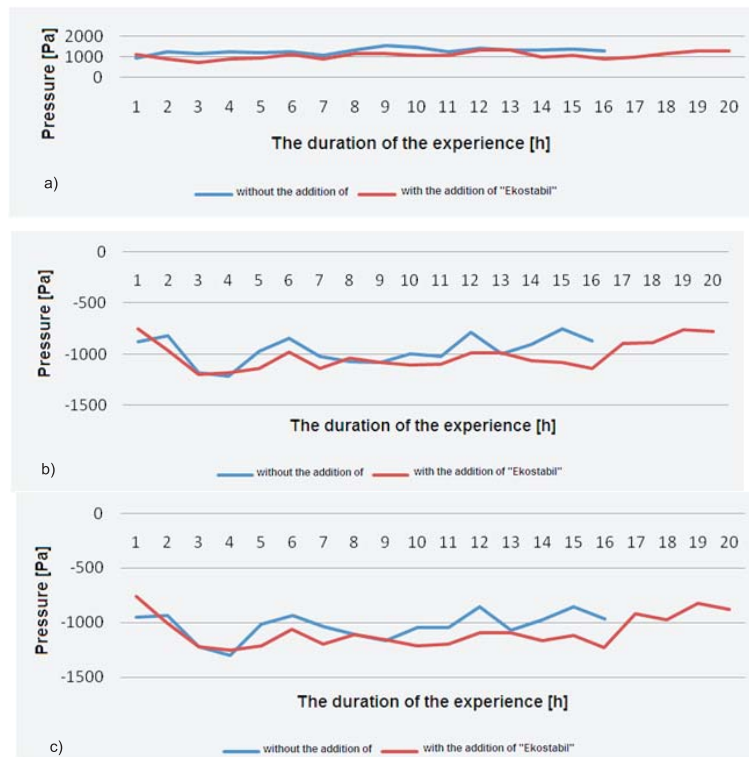 2000
1000
0
Pressure [Pa]
1 2 3 4 5 6 7 8 9 10 11 12 13 14 15 16 17 18 19 20
The duration of the experience [h]
a)
without the addition of with the addition of "Ekostabil"
0
1 2 3 4 5 6 7 8 9 10 11 12 13 14 15 16 17 18 19 20
-500
Pressure [Pa]
-1000
-1500
The duration of the experience [h]
b)
without the addition of with the addition of "Ekostabil"
0
1 2 3 4 5 6 7 8 9 10 11 12 13 14 15 16 17 18 19 20
-500
Pressure [Pa]
-1000
-1500
The duration of the experience [h]
c)
without the addition of with the addition of "Ekostabil"